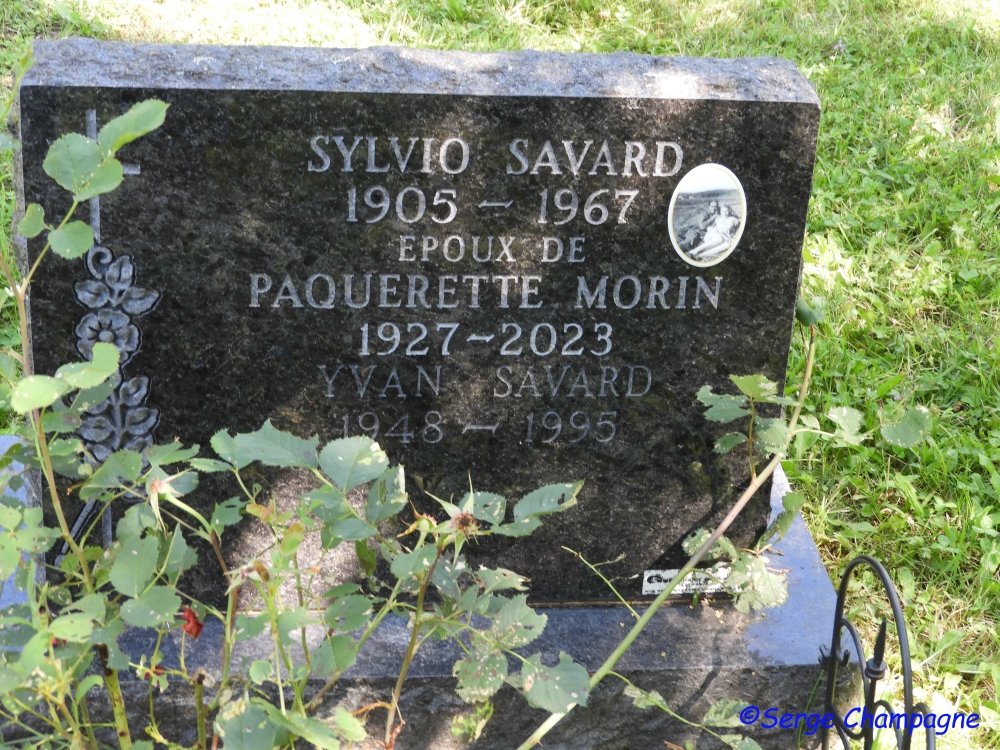 SYLVIO SAVARD
1905 - 1967
EPOUX DE
PAQUERETTE MORIN
1927-2023
YVAN SAVARD
1948 - 1995
©Serge Champagne